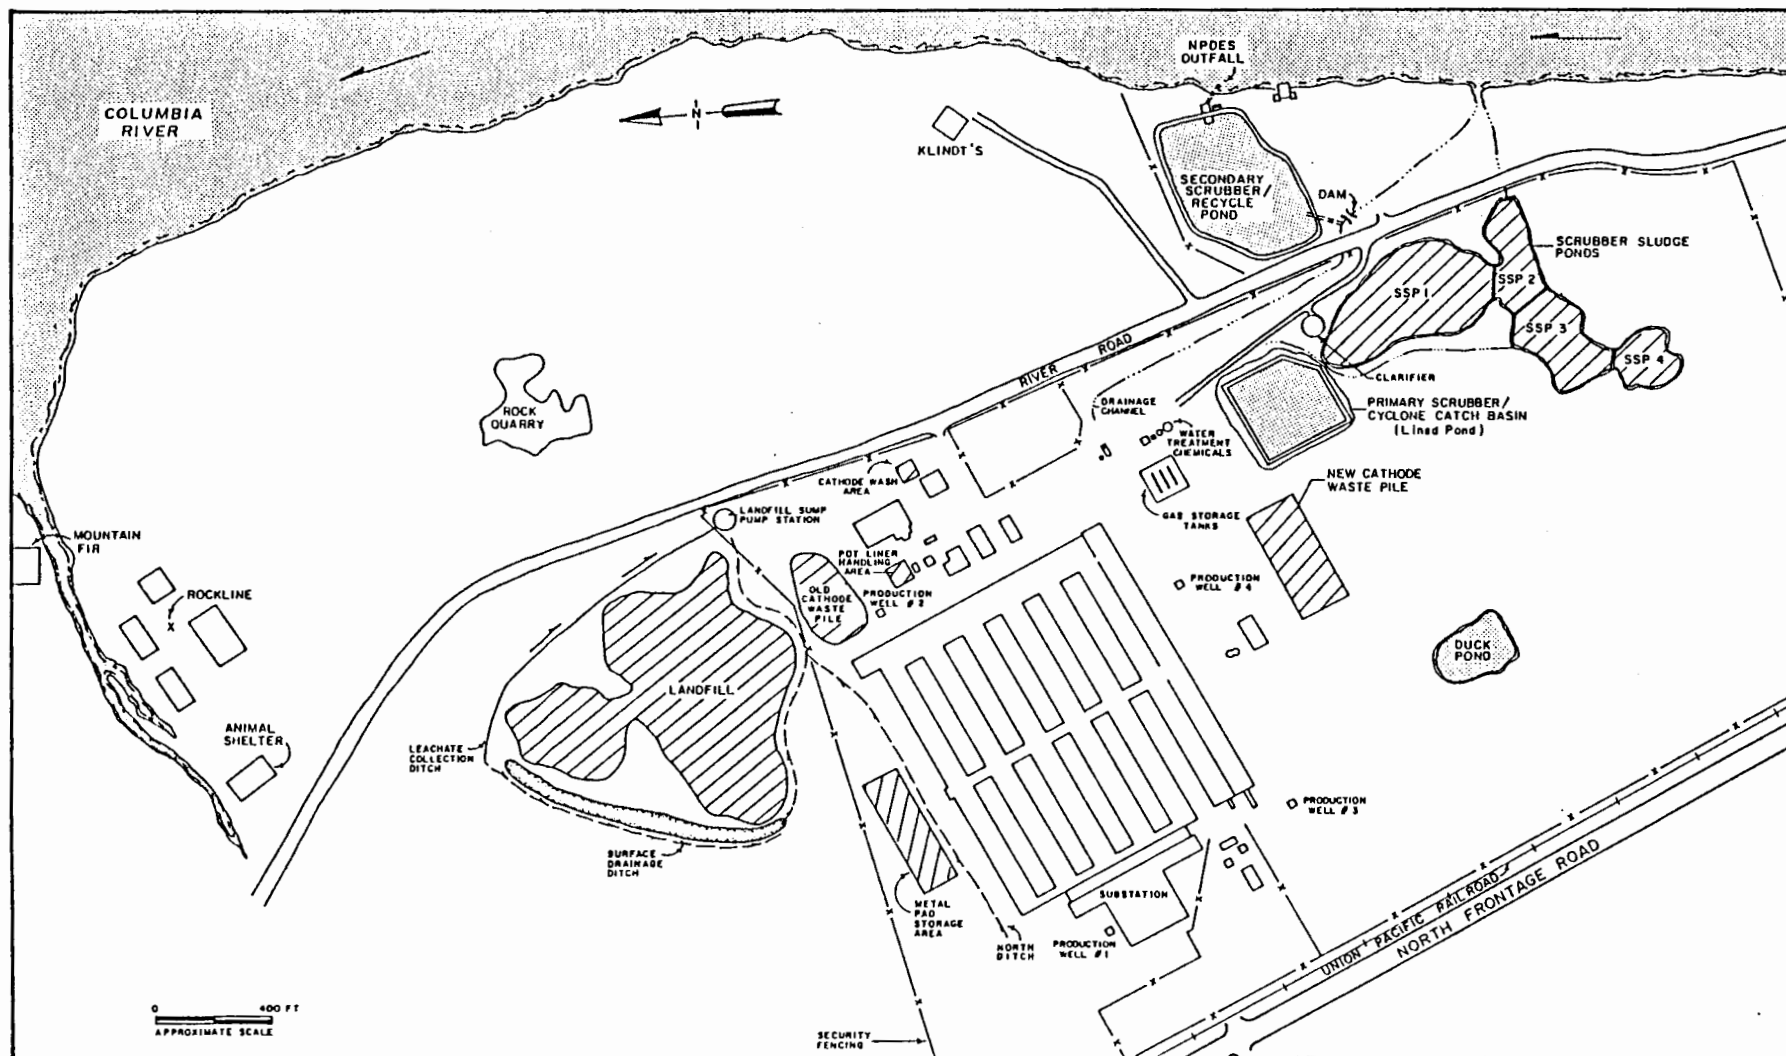 NPDES
OUTFALL
COLUMBIA
RIVER
N
KLINDT'S
SECONDARY
SCRUBBER/
RECYCLE
POND
DAM
SCRUBBER SLUDGE
PONDS
SSP 1
SSP 2
SSP 3
SSP 4
RIVER ROAD
CLARIFIER
DRAINAGE
CHANNEL
PRIMARY SCRUBBER/
CYCLONE CATCH BASIN
(Lined Pond)
ROCK
QUARRY
WATER
TREATMENT
CHEMICALS
CATHODE WASH
AREA
NEW CATHODE
WASTE PILE
LANDFILL SUMP
PUMP STATION
GAS STORAGE
TANKS
MOUNTAIN
FIR
POT LINER
HANDLING
AREA
ROCKLINE
OLD
CATHODE
WASTE
PILE
PRODUCTION
WELL #2
PRODUCTION
WELL #4
DUCK
POND
LANDFILL
ANIMAL
SHELTER
LEACHATE
COLLECTION
DITCH
PRODUCTION
WELL #3
SURFACE
DRAINAGE
DITCH
SUBSTATION
METAL
PAD
STORAGE
AREA
NORTH
DITCH
PRODUCTION
WELL #1
UNION PACIFIC RAILROAD
NORTH FRONTAGE ROAD
0 400 FT
APPROXIMATE SCALE
SECURITY
FENCING